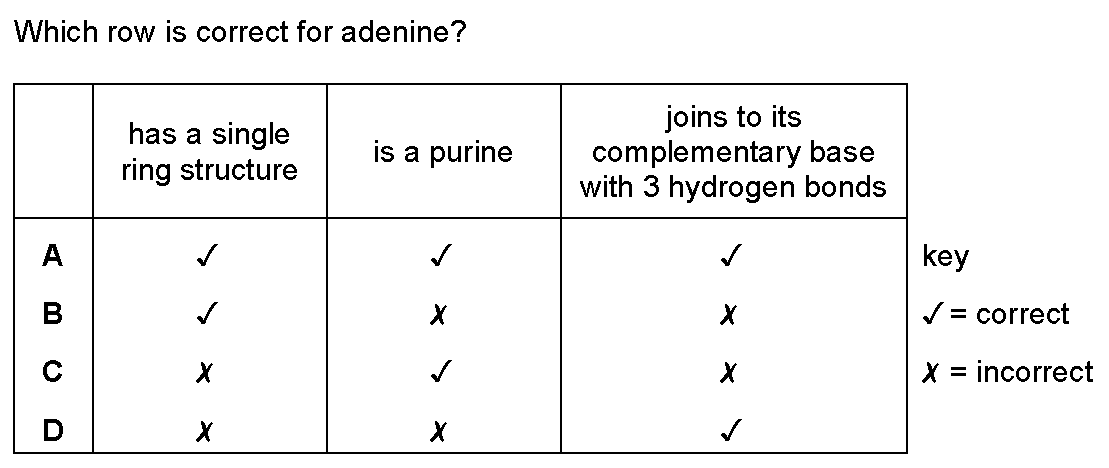 Which row is correct for adenine?
has a single
ring structure
is a purine
joins to its
complementary base
with 3 hydrogen bonds
A ✓ ✓ ✓
key
B ✓ ✗ ✗
✓ = correct
C ✗ ✓ ✗
✗ = incorrect
D ✗ ✗ ✓